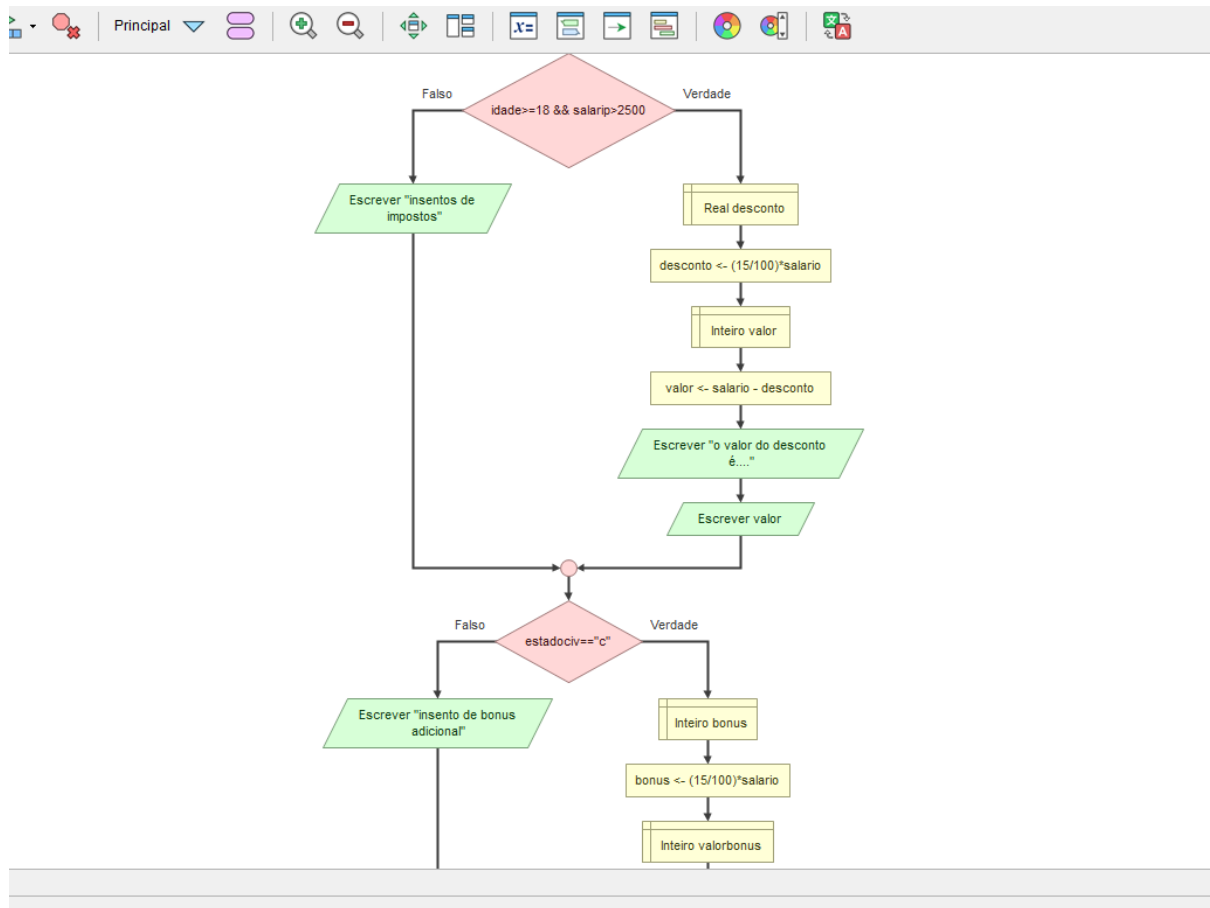 Principal
x=
文
A
Falso
Verdade
idade>=18 && salarip>2500
Escrever "insentos de
impostos"
Real desconto
desconto <- (15/100)*salario
Inteiro valor
valor <- salario - desconto
Escrever "o valor do desconto
é...."
Escrever valor
Falso
Verdade
estadociv=="c"
Escrever "insento de bonus
adicional"
Inteiro bonus
bonus <- (15/100)*salario
Inteiro valorbonus